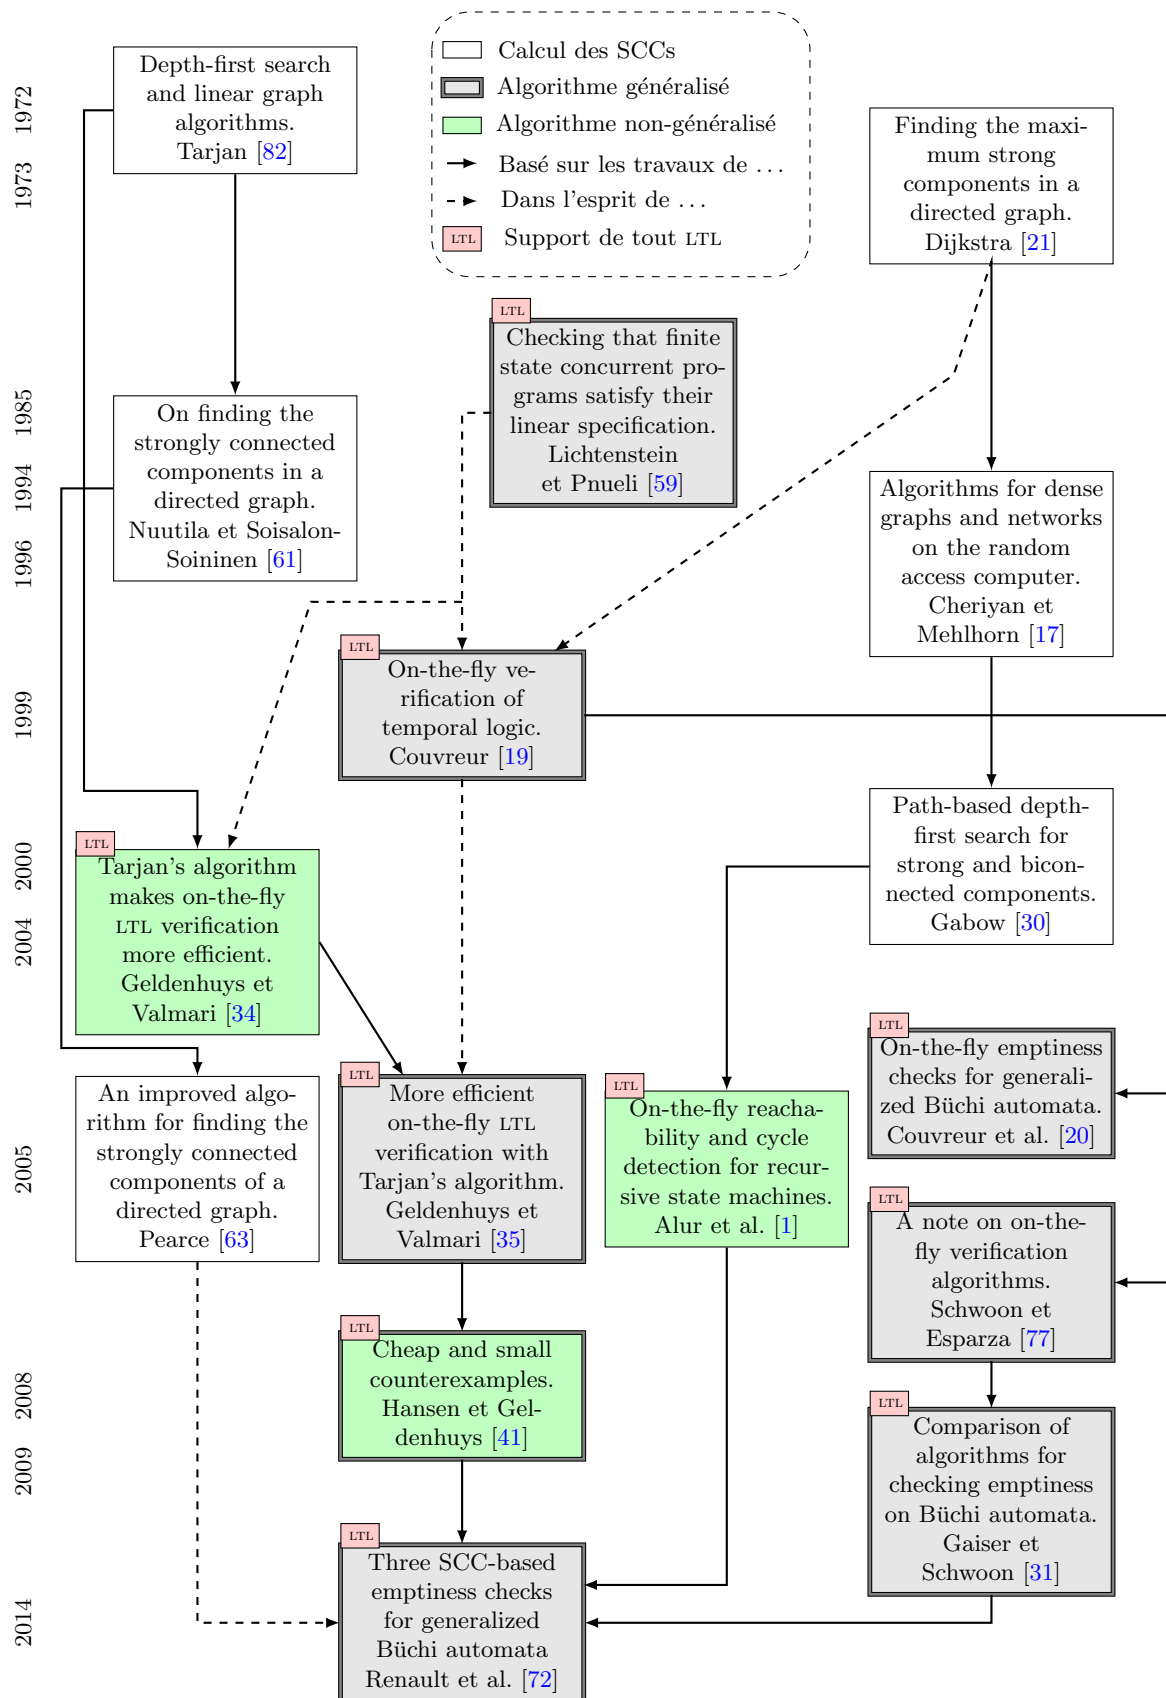 Calcul des SCCs
Algorithme généralisé
Algorithme non-généralisé
Basé sur les travaux de ...
Dans l'esprit de ...
LTL Support de tout LTL
1972
1973
1985
1994
1996
1999
2000
2004
2005
2008
2009
2014
Depth-first search
and linear graph
algorithms.
Tarjan [82]
Finding the maxi-
mum strong
components in a
directed graph.
Dijkstra [21]
LTL
Checking that finite
state concurrent pro-
grams satisfy their
linear specification.
Lichtenstein
et Pnueli [59]
On finding the
strongly connected
components in a
directed graph.
Nuutila et Soisalon-
Soininen [61]
Algorithms for dense
graphs and networks
on the random
access computer.
Cheriyan et
Mehlhorn [17]
LTL
On-the-fly ve-
rification of
temporal logic.
Couvreur [19]
Path-based depth-
first search for
strong and bicon-
nected components.
Gabow [30]
LTL
Tarjan's algorithm
makes on-the-fly
LTL verification
more efficient.
Geldenhuys et
Valmari [34]
LTL
On-the-fly emptiness
checks for generali-
zed Büchi automata.
Couvreur et al. [20]
An improved algo-
rithm for finding the
strongly connected
components of a
directed graph.
Pearce [63]
LTL
More efficient
on-the-fly LTL
verification with
Tarjan's algorithm.
Geldenhuys et
Valmari [35]
LTL
On-the-fly reacha-
bility and cycle
detection for recur-
sive state machines.
Alur et al. [1]
LTL
A note on on-the-
fly verification
algorithms.
Schwoon et
Esparza [77]
LTL
Cheap and small
counterexamples.
Hansen et Gel-
denhuys [41]
LTL
Comparison of
algorithms for
checking emptiness
on Büchi automata.
Gaiser et
Schwoon [31]
LTL
Three SCC-based
emptiness checks
for generalized
Büchi automata
Renault et al. [72]